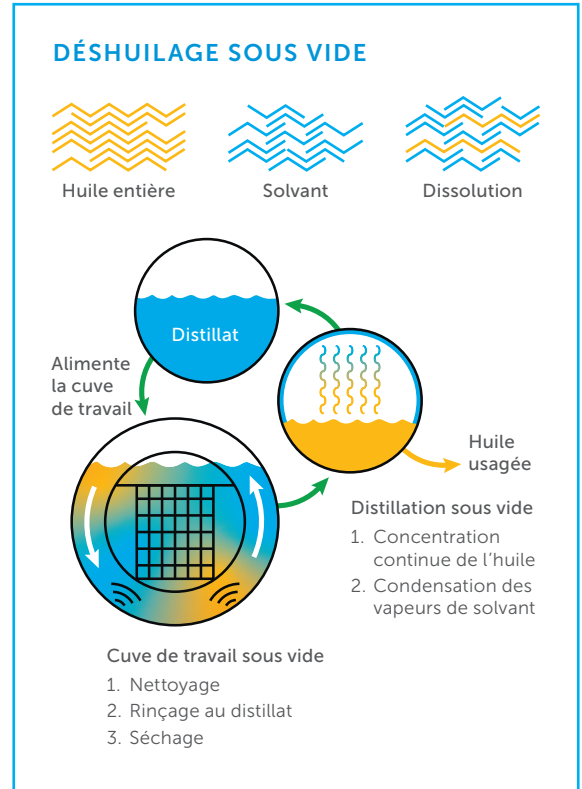 DÉSHUILAGE SOUS VIDE
Huile entière
Solvant
Dissolution
Distillat
Alimente
la cuve
de travail
Huile
usagée
Distillation sous vide
1. Concentration
continue de l'huile
2. Condensation des
vapeurs de solvant
Cuve de travail sous vide
1. Nettoyage
2. Rinçage au distillat
3. Séchage